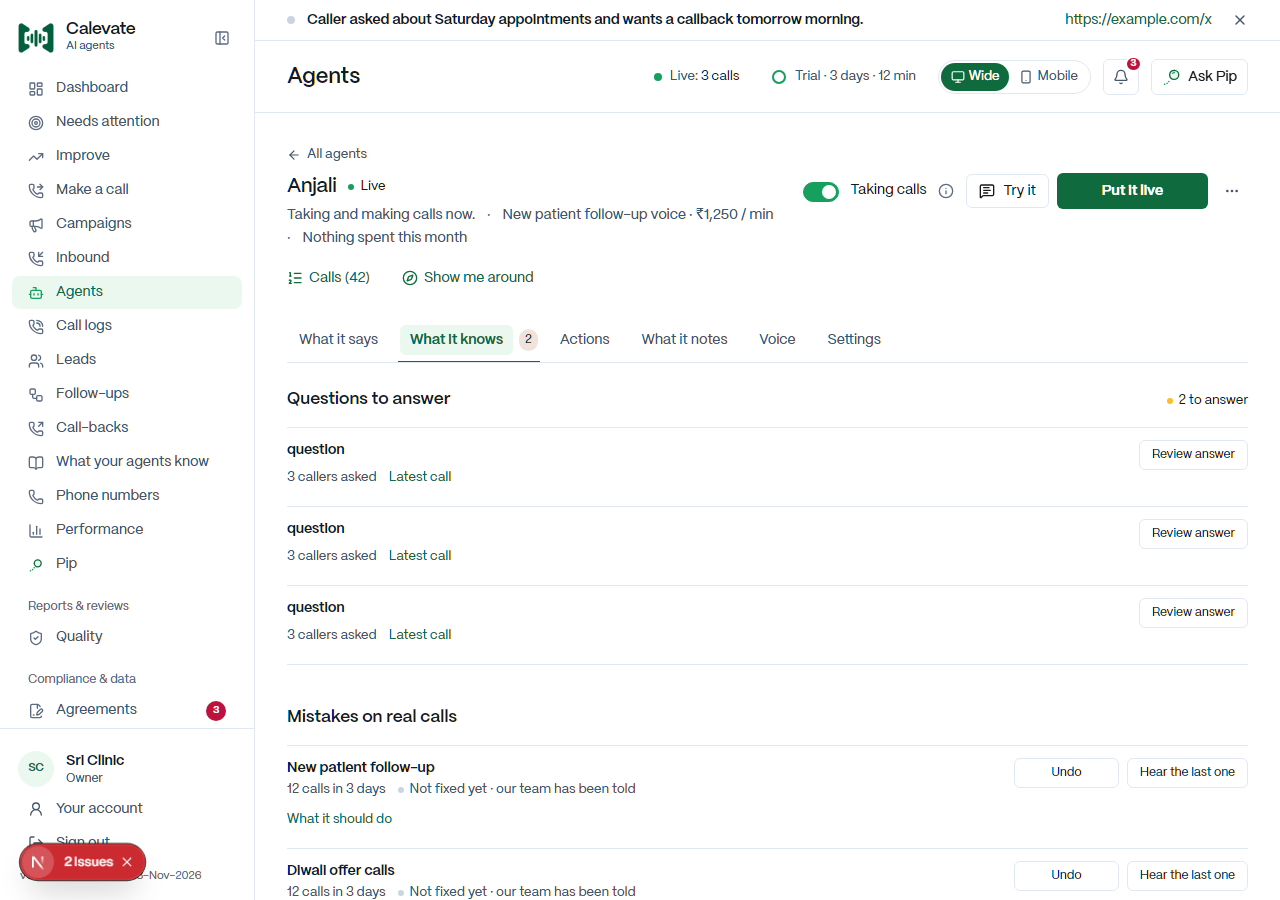 Calevate
AI agents
Dashboard
Needs attention
Improve
Make a call
Campaigns
Inbound
Agents
Call logs
Leads
Follow-ups
Call-backs
What your agents know
Phone numbers
Performance
Pip
Reports & reviews
Quality
Compliance & data
Agreements 3
SC
Sri Clinic
Owner
Your account
Sign out
2 Issues
-Nov-2026
Caller asked about Saturday appointments and wants a callback tomorrow morning. https://example.com/x
Agents
Live: 3 calls
Trial · 3 days · 12 min
Wide Mobile
3
Ask Pip
All agents
Anjali Live
Taking calls
Try it
Put it live
Taking and making calls now. · New patient follow-up voice · ₹1,250 / min
· Nothing spent this month
Calls (42) Show me around
What it says What it knows 2 Actions What it notes Voice Settings
Questions to answer 2 to answer
question
3 callers asked Latest call Review answer
question
3 callers asked Latest call Review answer
question
3 callers asked Latest call Review answer
Mistakes on real calls
New patient follow-up
12 calls in 3 days Not fixed yet · our team has been told
Undo Hear the last one
What it should do
Diwali offer calls
12 calls in 3 days Not fixed yet · our team has been told
Undo Hear the last one